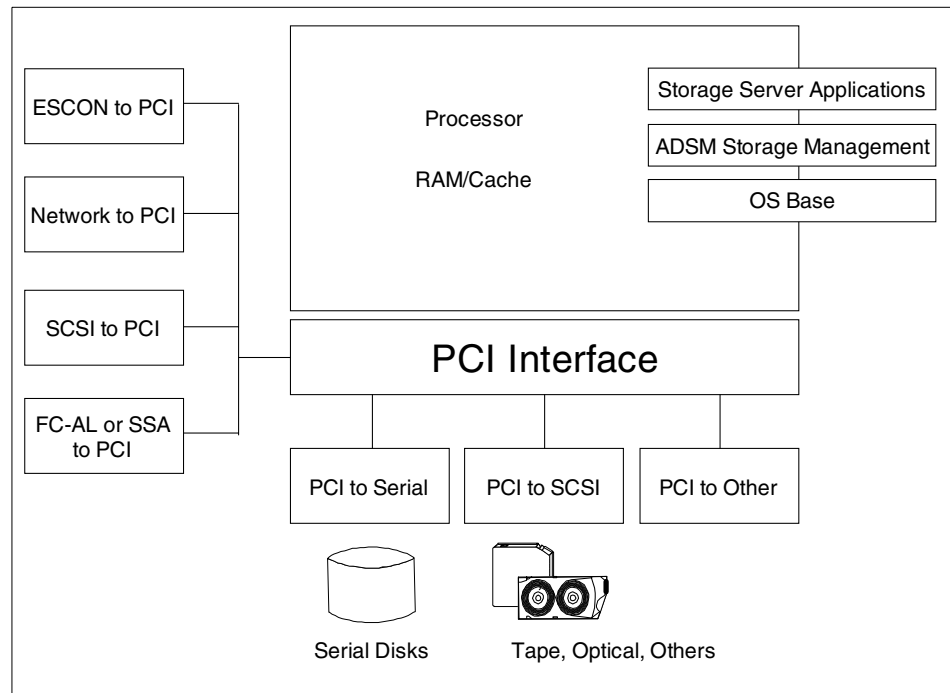 ESCON to PCI
Network to PCI
SCSI to PCI
FC-AL or SSA
to PCI
Processor
RAM/Cache
Storage Server Applications
ADSM Storage Management
OS Base
PCI Interface
PCI to Serial
PCI to SCSI
PCI to Other
Serial Disks
Tape, Optical, Others